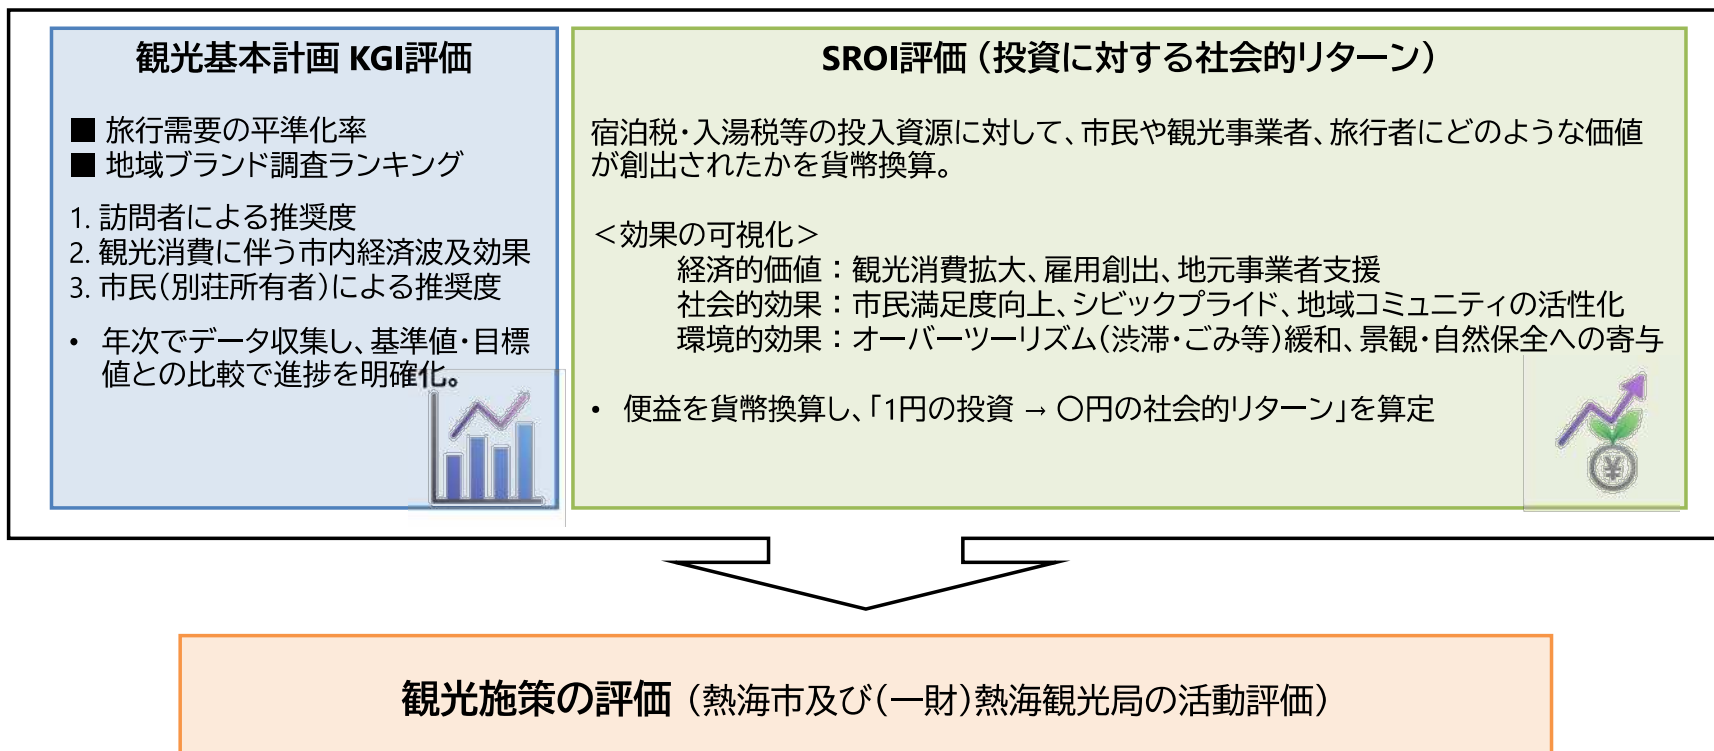 観光基本計画 KGI評価
■ 旅行需要の平準化率
■ 地域ブランド調査ランキング
1. 訪問者による推奨度
2. 観光消費に伴う市内経済波及効果
3. 市民(別荘所有者)による推奨度
• 年次でデータ収集し、基準値・目標
値との比較で進捗を明確化。
SROI評価（投資に対する社会的リターン）
宿泊税・入湯税等の投入資源に対して、市民や観光事業者、旅行者にどのような価値
が創出されたかを貨幣換算。
＜効果の可視化＞
経済的価値：観光消費拡大、雇用創出、地元事業者支援
社会的効果：市民満足度向上、シビックプライド、地域コミュニティの活性化
環境的効果：オーバーツーリズム(渋滞・ごみ等)緩和、景観・自然保全への寄与
• 便益を貨幣換算し、「1円の投資 → 〇円の社会的リターン」を算定
¥
観光施策の評価（熱海市及び(一財)熱海観光局の活動評価）